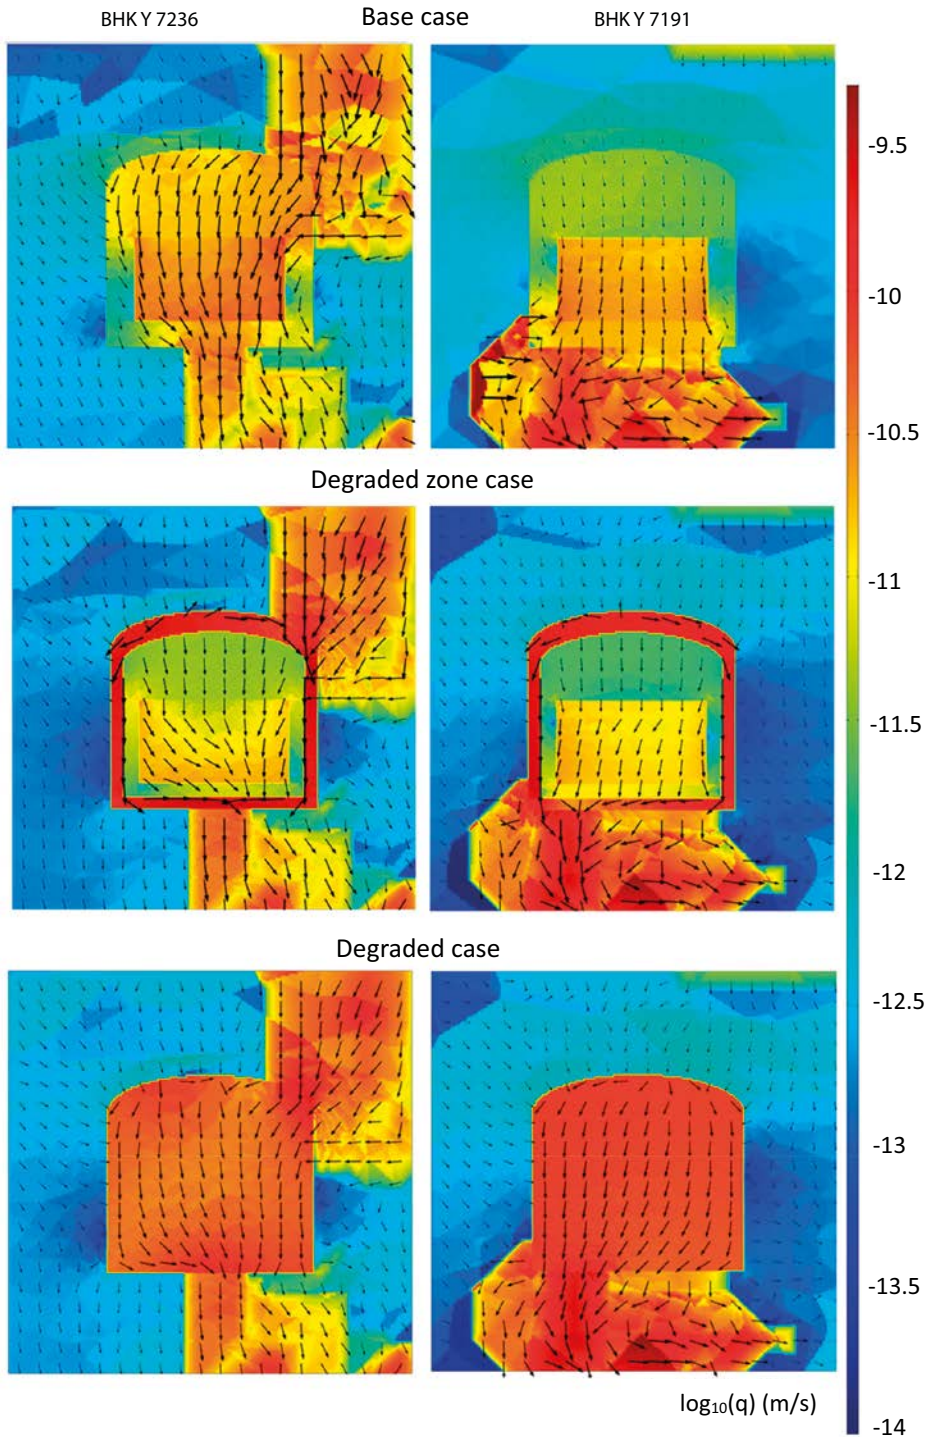 BHK Y 7236
Base case
BHK Y 7191
-9.5
-10
-10.5
-11
-11.5
-12
-12.5
-13
-13.5
-14
Degraded zone case
Degraded case
log10(q) (m/s)